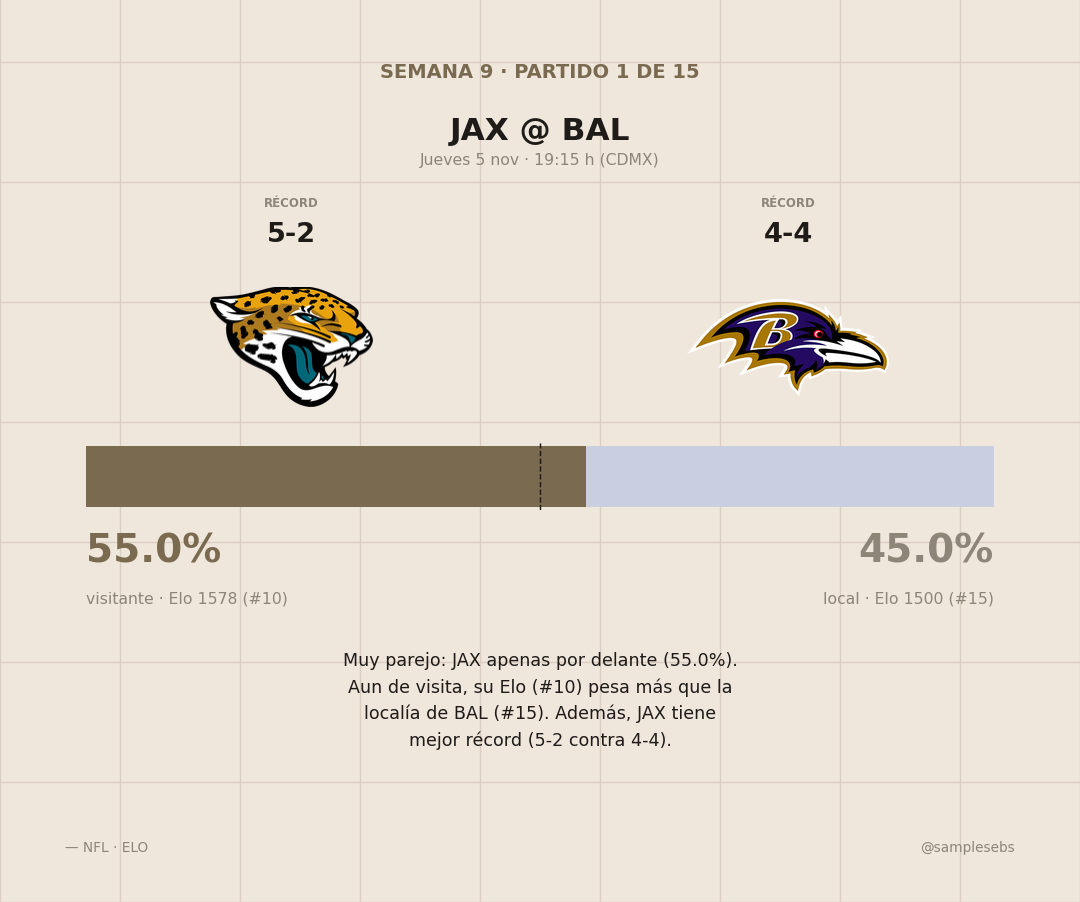 SEMANA 9 · PARTIDO 1 DE 15
JAX @ BAL
Jueves 5 nov · 19:15 h (CDMX)
RÉCORD
5-2
RÉCORD
4-4
B
55.0%
45.0%
visitante · Elo 1578 (#10)
local · Elo 1500 (#15)
Muy parejo: JAX apenas por delante (55.0%).
Aun de visita, su Elo (#10) pesa más que la
localía de BAL (#15). Además, JAX tiene
mejor récord (5-2 contra 4-4).
— NFL · ELO
@samplesebs